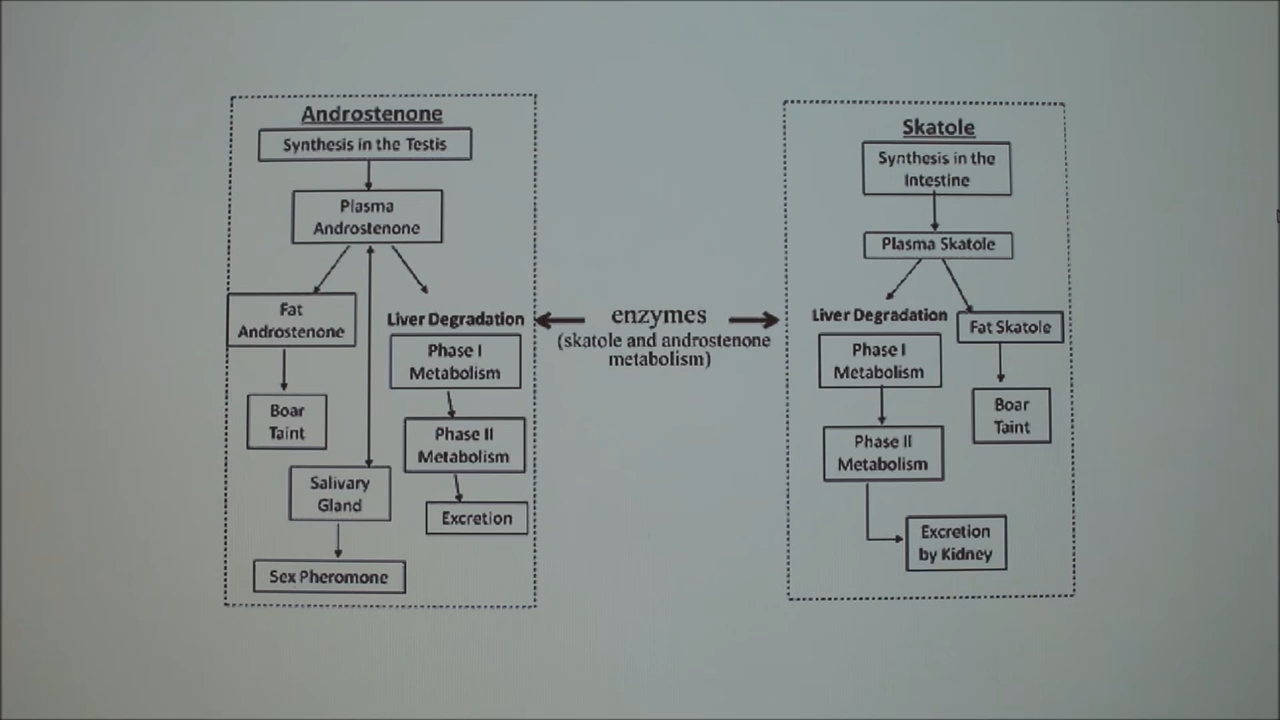 Androstenone
Synthesis in the Testis
Plasma
Androstenone
Fat
Androstenone
Boar
Taint
Salivary
Gland
Sex Pheromone
Liver Degradation
Phase I
Metabolism
Phase II
Metabolism
Excretion
enzymes
(skatole and androstenone
metabolism)
Skatole
Synthesis in the
Intestine
Plasma Skatole
Liver Degradation
Phase I
Metabolism
Phase II
Metabolism
Excretion
by Kidney
Fat Skatole
Boar
Taint